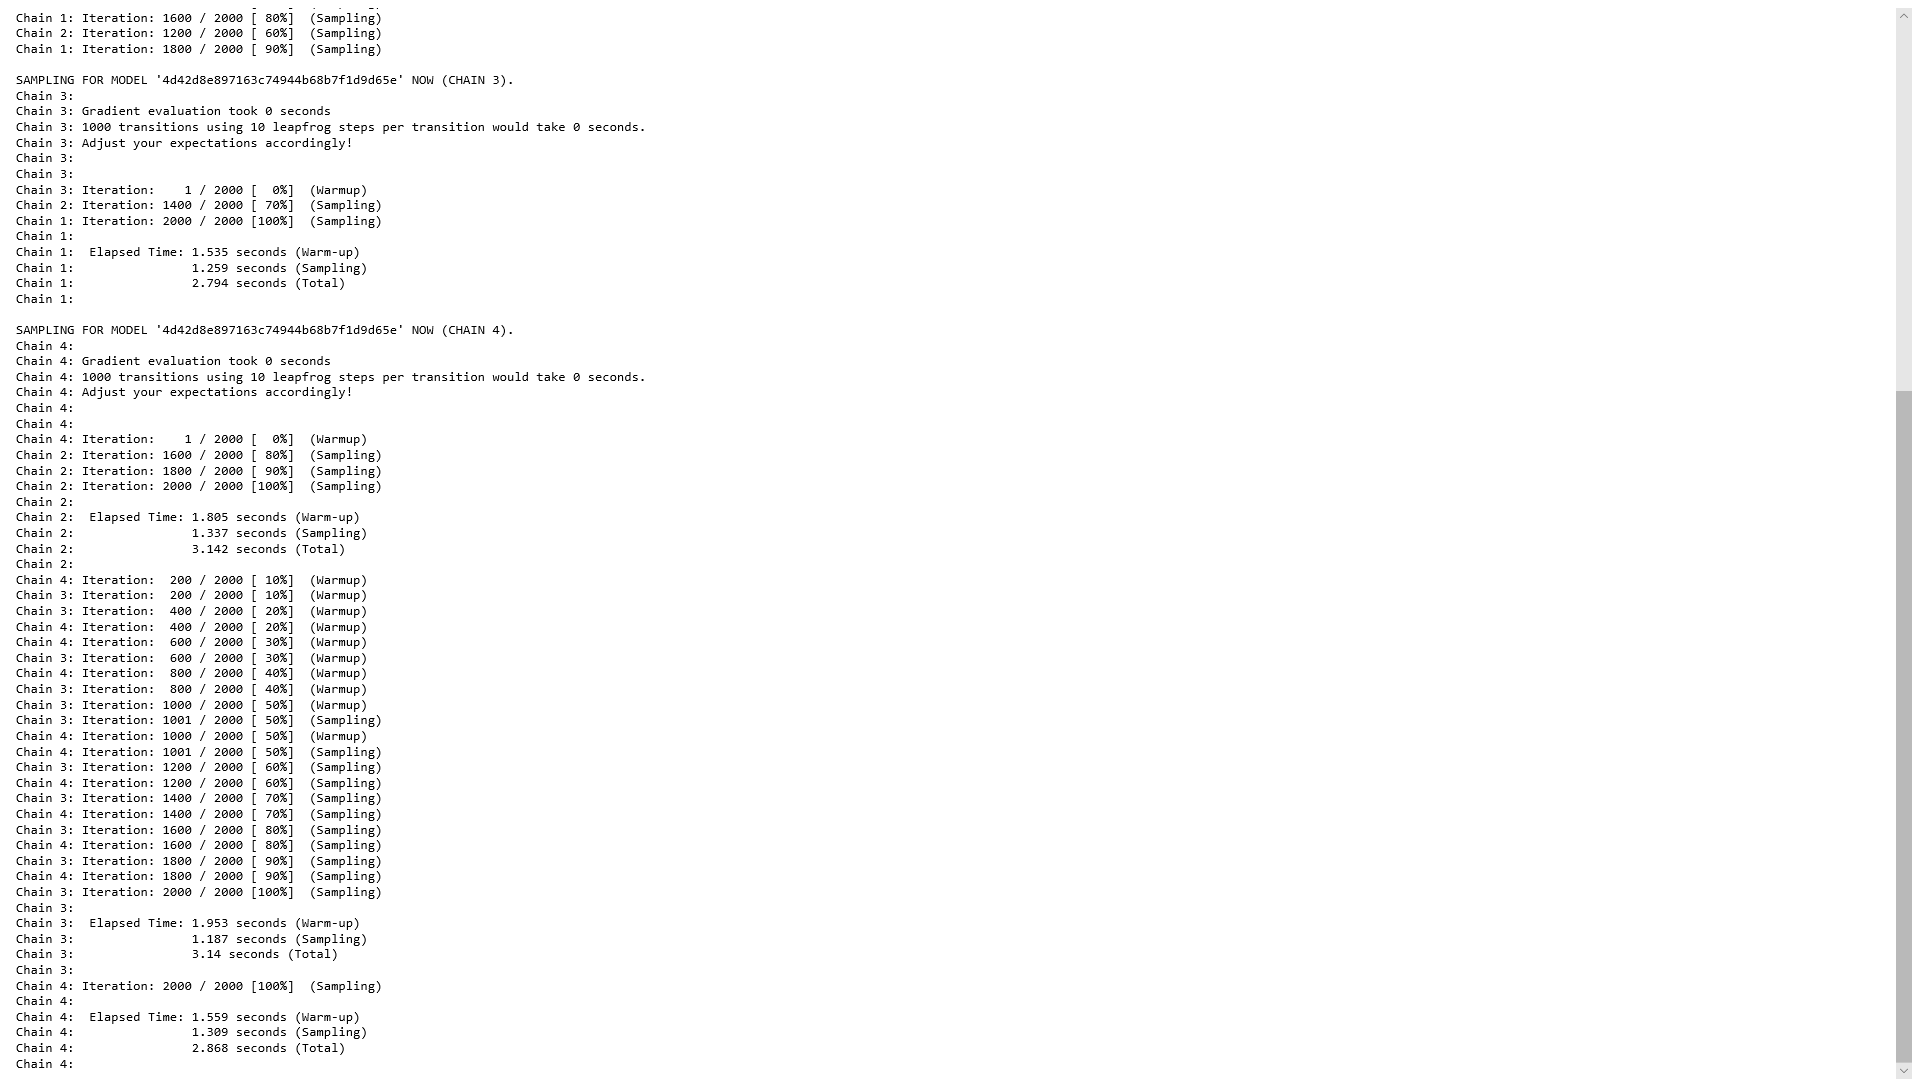 Chain 1: Iteration: 1600 / 2000 [ 80%]  (Sampling)
Chain 2: Iteration: 1200 / 2000 [ 60%]  (Sampling)
Chain 1: Iteration: 1800 / 2000 [ 90%]  (Sampling)

SAMPLING FOR MODEL '4d42d8e897163c74944b68b7f1d9d65e' NOW (CHAIN 3).
Chain 3:
Chain 3: Gradient evaluation took 0 seconds
Chain 3: 1000 transitions using 10 leapfrog steps per transition would take 0 seconds.
Chain 3: Adjust your expectations accordingly!
Chain 3:
Chain 3:
Chain 3: Iteration:    1 / 2000 [  0%]  (Warmup)
Chain 2: Iteration: 1400 / 2000 [ 70%]  (Sampling)
Chain 1: Iteration: 2000 / 2000 [100%]  (Sampling)
Chain 1:
Chain 1:  Elapsed Time: 1.535 seconds (Warm-up)
Chain 1:                1.259 seconds (Sampling)
Chain 1:                2.794 seconds (Total)
Chain 1:

SAMPLING FOR MODEL '4d42d8e897163c74944b68b7f1d9d65e' NOW (CHAIN 4).
Chain 4:
Chain 4: Gradient evaluation took 0 seconds
Chain 4: 1000 transitions using 10 leapfrog steps per transition would take 0 seconds.
Chain 4: Adjust your expectations accordingly!
Chain 4:
Chain 4:
Chain 4: Iteration:    1 / 2000 [  0%]  (Warmup)
Chain 2: Iteration: 1600 / 2000 [ 80%]  (Sampling)
Chain 2: Iteration: 1800 / 2000 [ 90%]  (Sampling)
Chain 2: Iteration: 2000 / 2000 [100%]  (Sampling)
Chain 2:
Chain 2:  Elapsed Time: 1.805 seconds (Warm-up)
Chain 2:                1.337 seconds (Sampling)
Chain 2:                3.142 seconds (Total)
Chain 2:
Chain 4: Iteration:  200 / 2000 [ 10%]  (Warmup)
Chain 3: Iteration:  200 / 2000 [ 10%]  (Warmup)
Chain 3: Iteration:  400 / 2000 [ 20%]  (Warmup)
Chain 4: Iteration:  400 / 2000 [ 20%]  (Warmup)
Chain 4: Iteration:  600 / 2000 [ 30%]  (Warmup)
Chain 3: Iteration:  600 / 2000 [ 30%]  (Warmup)
Chain 4: Iteration:  800 / 2000 [ 40%]  (Warmup)
Chain 3: Iteration:  800 / 2000 [ 40%]  (Warmup)
Chain 3: Iteration: 1000 / 2000 [ 50%]  (Warmup)
Chain 3: Iteration: 1001 / 2000 [ 50%]  (Sampling)
Chain 4: Iteration: 1000 / 2000 [ 50%]  (Warmup)
Chain 4: Iteration: 1001 / 2000 [ 50%]  (Sampling)
Chain 3: Iteration: 1200 / 2000 [ 60%]  (Sampling)
Chain 4: Iteration: 1200 / 2000 [ 60%]  (Sampling)
Chain 3: Iteration: 1400 / 2000 [ 70%]  (Sampling)
Chain 4: Iteration: 1400 / 2000 [ 70%]  (Sampling)
Chain 3: Iteration: 1600 / 2000 [ 80%]  (Sampling)
Chain 4: Iteration: 1600 / 2000 [ 80%]  (Sampling)
Chain 3: Iteration: 1800 / 2000 [ 90%]  (Sampling)
Chain 4: Iteration: 1800 / 2000 [ 90%]  (Sampling)
Chain 3: Iteration: 2000 / 2000 [100%]  (Sampling)
Chain 3:
Chain 3:  Elapsed Time: 1.953 seconds (Warm-up)
Chain 3:                1.187 seconds (Sampling)
Chain 3:                3.14 seconds (Total)
Chain 3:
Chain 4: Iteration: 2000 / 2000 [100%]  (Sampling)
Chain 4:
Chain 4:  Elapsed Time: 1.559 seconds (Warm-up)
Chain 4:                1.309 seconds (Sampling)
Chain 4:                2.868 seconds (Total)
Chain 4: